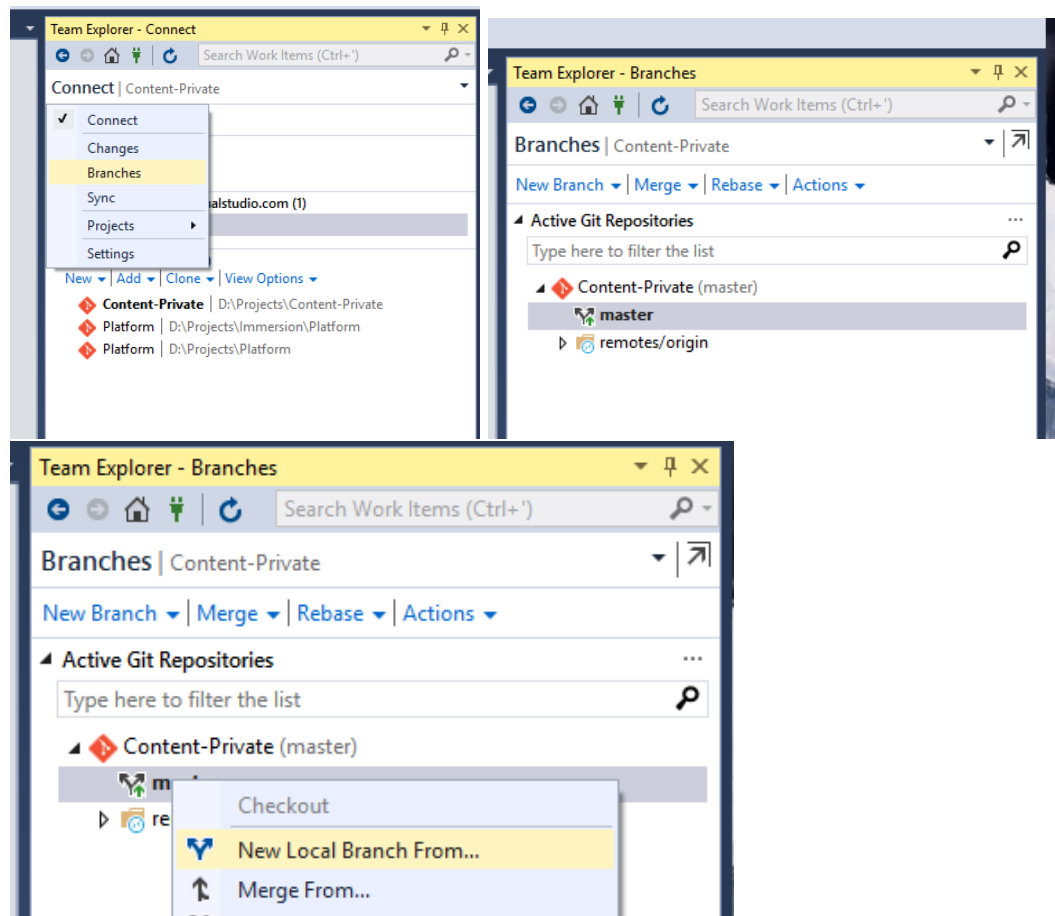 Team Explorer - Connect
Search Work Items (Ctrl+')
Connect | Content-Private
Connect
Changes
Branches
Sync
alstudio.com (1)
Projects
Settings
New | Add | Clone | View Options
Content-Private | D:\Projects\Content-Private
Platform | D:\Projects\Immersion\Platform
Platform | D:\Projects\Platform
Team Explorer - Branches
Search Work Items (Ctrl+')
Branches | Content-Private
New Branch | Merge | Rebase | Actions
Active Git Repositories
...
Type here to filter the list
Content-Private (master)
master
remotes/origin
Team Explorer - Branches
Search Work Items (Ctrl+')
Branches | Content-Private
New Branch | Merge | Rebase | Actions
Active Git Repositories
...
Type here to filter the list
Content-Private (master)
m
re
Checkout
New Local Branch From...
Merge From...